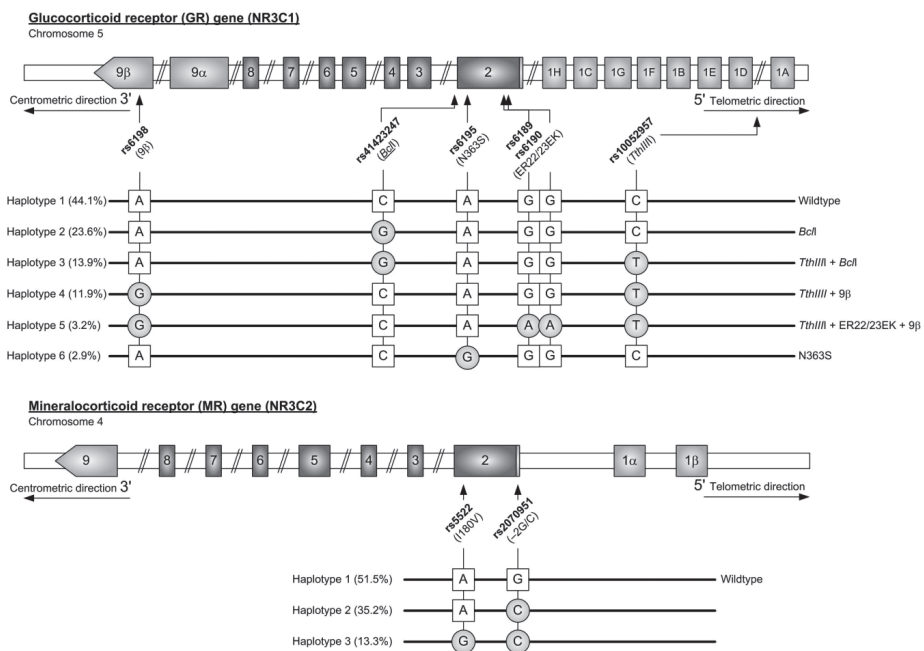 Glucocorticoid receptor (GR) gene (NR3C1)
Chromosome 5
9β 9α 8 7 6 5 4 3 2 1H 1C 1G 1F 1B 1E 1D 1A
Centrometric direction 3' 5' Telometric direction
rs6198 (9β)
rs41423247 (BclI)
rs6195 (N363S)
rs6189
rs6190 (ER22/23EK)
rs10052957 (TthIIII)
Haplotype 1 (44.1%) A C A G G C Wildtype
Haplotype 2 (23.6%) A G A G G C BclI
Haplotype 3 (13.9%) A G A G G T TthIIII + BclI
Haplotype 4 (11.9%) G C A G G T TthIIII + 9β
Haplotype 5 (3.2%) G C A A A T TthIIII + ER22/23EK + 9β
Haplotype 6 (2.9%) A C G G G C N363S
Mineralocorticoid receptor (MR) gene (NR3C2)
Chromosome 4
9 8 7 6 5 4 3 2 1α 1β
Centrometric direction 3' 5' Telometric direction
rs5522 (I180V)
rs2070951 (–2G/C)
Haplotype 1 (51.5%) A G Wildtype
Haplotype 2 (35.2%) A C
Haplotype 3 (13.3%) G C